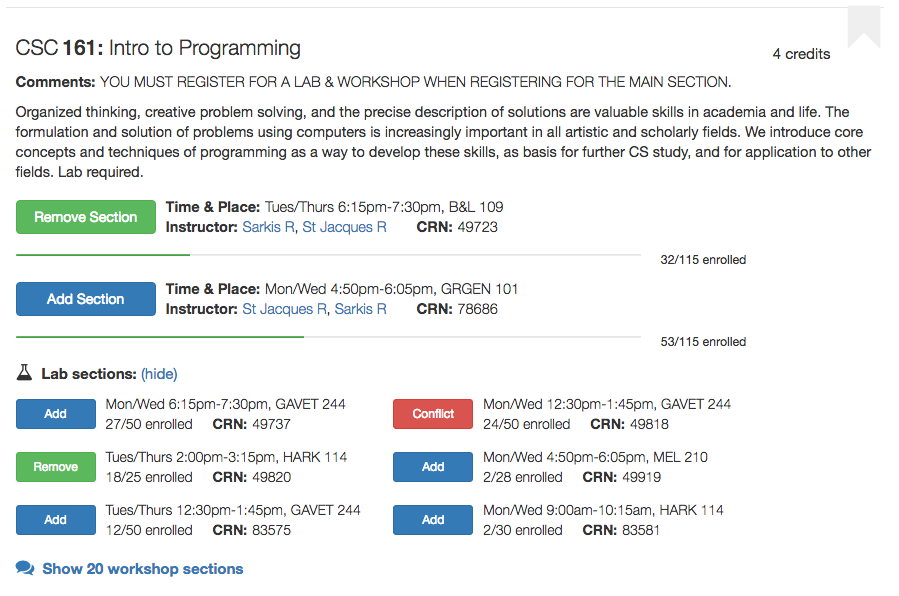 CSC 161: Intro to Programming
4 credits
Comments: YOU MUST REGISTER FOR A LAB & WORKSHOP WHEN REGISTERING FOR THE MAIN SECTION.
Organized thinking, creative problem solving, and the precise description of solutions are valuable skills in academia and life. The
formulation and solution of problems using computers is increasingly important in all artistic and scholarly fields. We introduce core
concepts and techniques of programming as a way to develop these skills, as basis for further CS study, and for application to other
fields. Lab required.
Remove Section
Time & Place: Tues/Thurs 6:15pm-7:30pm, B&L 109
Instructor: Sarkis R, St Jacques R CRN: 49723
32/115 enrolled
Add Section
Time & Place: Mon/Wed 4:50pm-6:05pm, GRGEN 101
Instructor: St Jacques R, Sarkis R CRN: 78686
53/115 enrolled
Lab sections: (hide)
Add
Mon/Wed 6:15pm-7:30pm, GAVET 244
27/50 enrolled CRN: 49737
Conflict
Mon/Wed 12:30pm-1:45pm, GAVET 244
24/50 enrolled CRN: 49818
Remove
Tues/Thurs 2:00pm-3:15pm, HARK 114
18/25 enrolled CRN: 49820
Add
Mon/Wed 4:50pm-6:05pm, MEL 210
2/28 enrolled CRN: 49919
Add
Tues/Thurs 12:30pm-1:45pm, GAVET 244
12/50 enrolled CRN: 83575
Add
Mon/Wed 9:00am-10:15am, HARK 114
2/30 enrolled CRN: 83581
Show 20 workshop sections